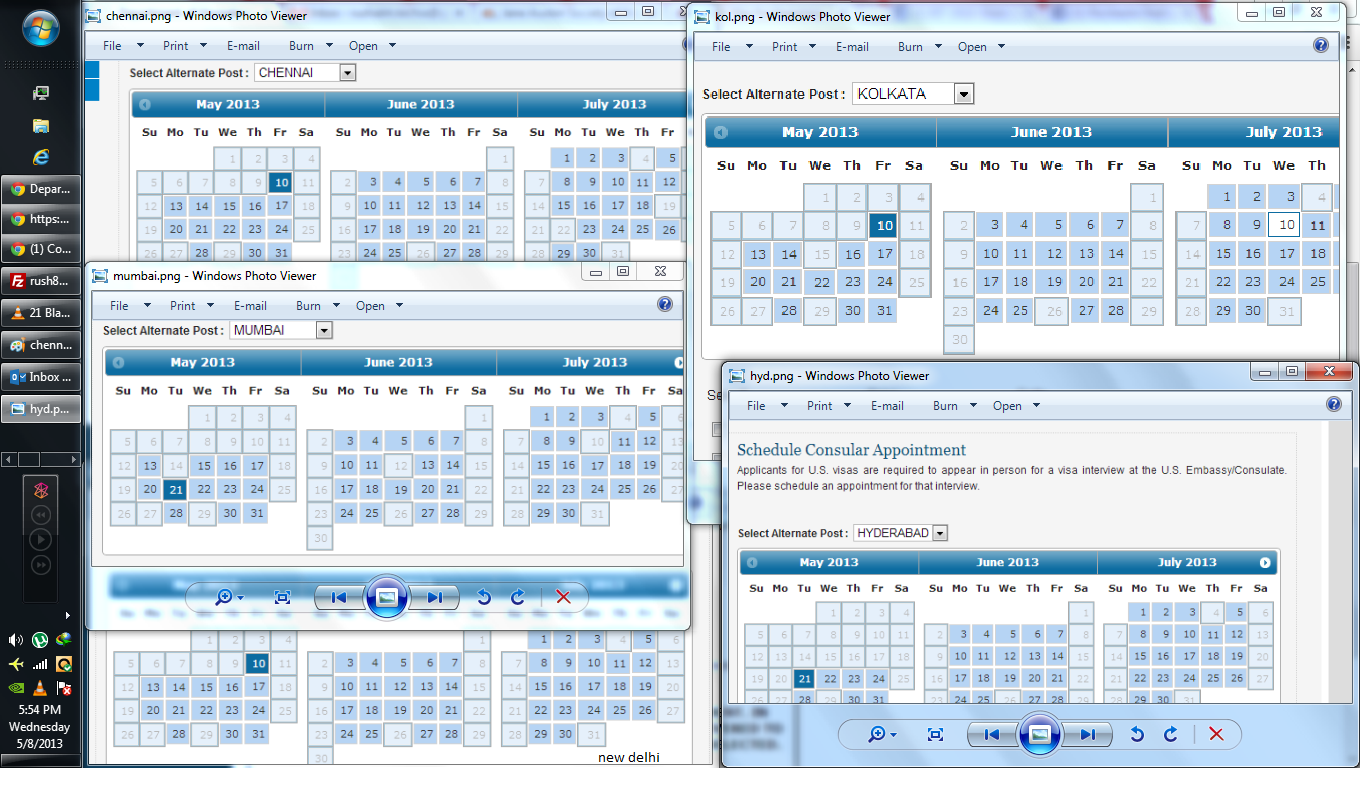 chennai.png - Windows Photo Viewer
File Print E-mail Burn Open
Select Alternate Post : CHENNAI
May 2013 June 2013 July 2013
Su Mo Tu We Th Fr Sa Su Mo Tu We Th Fr Sa Su Mo Tu We Th Fr
1 2 3 4 1 1 2 3 4 5
5 6 7 8 9 10 11 2 3 4 5 6 7 8 7 8 9 10 11 12
12 13 14 15 16 17 18 9 10 11 12 13 14 15 14 15 16 17 18 19
19 20 21 22 23 24 25 16 17 18 19 20 21 22 21 22 23 24 25 26
26 27 28 29 30 31 23 24 25 26 27 28 29 28 29 30 31
kol.png - Windows Photo Viewer
File Print E-mail Burn Open
Select Alternate Post : KOLKATA
May 2013 June 2013 July 2013
Su Mo Tu We Th Fr Sa Su Mo Tu We Th Fr Sa Su Mo Tu We Th
1 2 3 4 1 1 2 3 4
5 6 7 8 9 10 11 2 3 4 5 6 7 8 7 8 9 10 11
12 13 14 15 16 17 18 9 10 11 12 13 14 15 14 15 16 17 18
19 20 21 22 23 24 25 16 17 18 19 20 21 22 21 22 23 24 25
26 27 28 29 30 31 23 24 25 26 27 28 29 28 29 30 31
30
Se
mumbai.png - Windows Photo Viewer
File Print E-mail Burn Open
Select Alternate Post : MUMBAI
May 2013 June 2013 July 2013
Su Mo Tu We Th Fr Sa Su Mo Tu We Th Fr Sa Su Mo Tu We Th Fr Sa
1 2 3 4 1 1 2 3 4 5 6
5 6 7 8 9 10 11 2 3 4 5 6 7 8 7 8 9 10 11 12 13
12 13 14 15 16 17 18 9 10 11 12 13 14 15 14 15 16 17 18 19 20
19 20 21 22 23 24 25 16 17 18 19 20 21 22 21 22 23 24 25 26 27
26 27 28 29 30 31 23 24 25 26 27 28 29 28 29 30 31
30
hyd.png - Windows Photo Viewer
File Print E-mail Burn Open
Schedule Consular Appointment
Applicants for U.S. visas are required to appear in person for a visa interview at the U.S. Embassy/Consulate.
Please schedule an appointment for that interview.
Select Alternate Post : HYDERABAD
May 2013 June 2013 July 2013
Su Mo Tu We Th Fr Sa Su Mo Tu We Th Fr Sa Su Mo Tu We Th Fr Sa
1 2 3 4 1 1 2 3 4 5 6
5 6 7 8 9 10 11 2 3 4 5 6 7 8 7 8 9 10 11 12 13
12 13 14 15 16 17 18 9 10 11 12 13 14 15 14 15 16 17 18 19 20
19 20 21 22 23 24 25 16 17 18 19 20 21 22 21 22 23 24 25 26 27
26 27 28 29 30 31 23 24 25 26 27 28 29 28 29 30 31
1 2 3 4 1 1 2 3 4 5 6
5 6 7 8 9 10 11 2 3 4 5 6 7 8 7 8 9 10 11 12 13
12 13 14 15 16 17 18 9 10 11 12 13 14 15 14 15 16 17 18 19 20
19 20 21 22 23 24 25 16 17 18 19 20 21 22 21 22 23 24 25 26 27
26 27 28 29 30 31 23 24 25 26 27 28 29 28 29 30 31
30
new delhi
Depar...
https:...
(1) Co...
rush8...
21 Bla...
chenn...
Inbox ...
hyd.p...
5:54 PM
Wednesday
5/8/2013